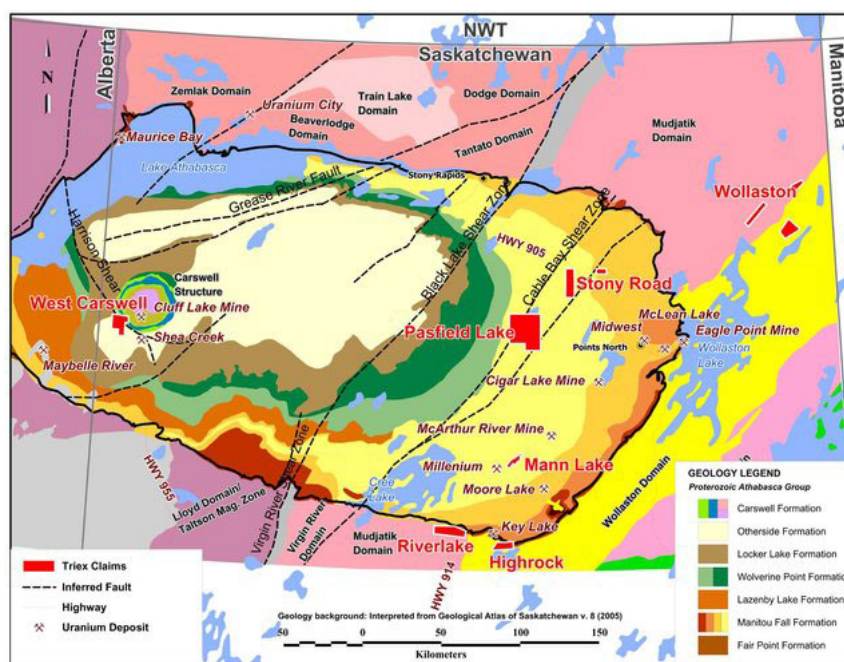 NWT
Saskatchewan
Alberta
Manitoba
N
Zemlak Domain
Uranium City
Train Lake
Domain
Dodge Domain
Beaverlodge
Domain
Tantato Domain
Mudjatik
Domain
Maurice Bay
Lake Athabasca
Stony Rapids
Grease River Fault
Wollaston
Harrison Shear
Black Lake Shear Zone
HWY 905
Cable Bay Shear Zone
Carswell
Structure
Stony Road
West Carswell
Cluff Lake Mine
Pasfield Lake
McLean Lake
Midwest
Eagle Point Mine
Shea Creek
Points North
Wollaston
Lake
Maybelle River
Cigar Lake Mine
McArthur River Mine
Millenium
Mann Lake
HWY 955
Cree
Lake
Moore Lake
Lloyd Domain/
Taltson Mag. Zone
Virgin River Shear Zone
Virgin River
Domain
Mudjatik
Domain
Key Lake
Wollaston Domain
Riverlake
Highrock
HWY 914
GEOLOGY LEGEND
Proterozoic Athabasca Group
Carswell Formation
Otherside Formation
Locker Lake Formation
Wolverine Point Formation
Lazenby Lake Formation
Manitou Fall Formation
Fair Point Formation
Triex Claims
Inferred Fault
Highway
Uranium Deposit
Geology background: Interpreted from Geological Atlas of Saskatchewan v. 8 (2005)
50 0 50 100 150
Kilometers